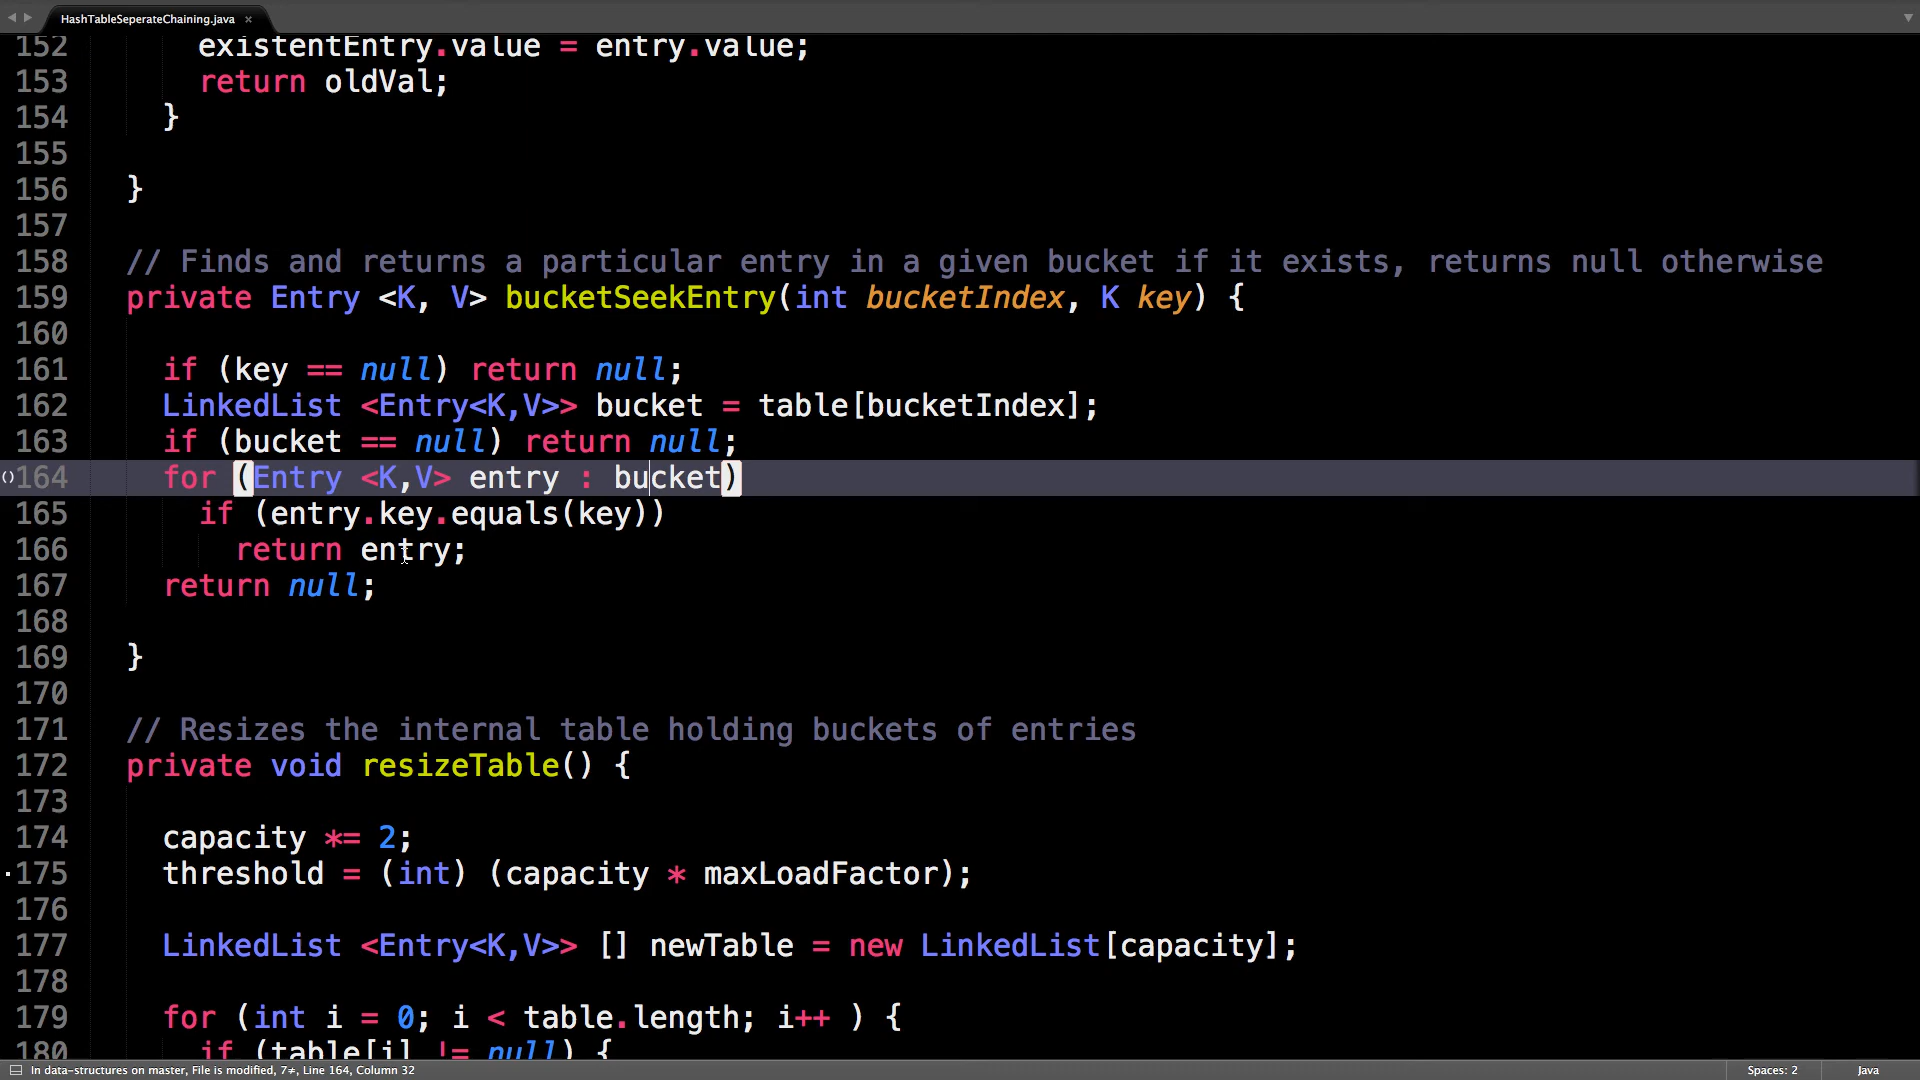 HashTableSeperateChaining.java ×
152 existentEntry.value = entry.value;
153 return oldVal;
154 }
155
156 }
157
158 // Finds and returns a particular entry in a given bucket if it exists, returns null otherwise
159 private Entry <K, V> bucketSeekEntry(int bucketIndex, K key) {
160
161 if (key == null) return null;
162 LinkedList <Entry<K,V>> bucket = table[bucketIndex];
163 if (bucket == null) return null;
()164 for (Entry <K,V> entry : bucket)
165 if (entry.key.equals(key))
166 return entry;
167 return null;
168
169 }
170
171 // Resizes the internal table holding buckets of entries
172 private void resizeTable() {
173
174 capacity *= 2;
175 threshold = (int) (capacity * maxLoadFactor);
176
177 LinkedList <Entry<K,V>> [] newTable = new LinkedList[capacity];
178
179 for (int i = 0; i < table.length; i++ ) {
180 if (table[i] != null) {
In data-structures on master, File is modified, 7≠, Line 164, Column 32 Spaces: 2 Java